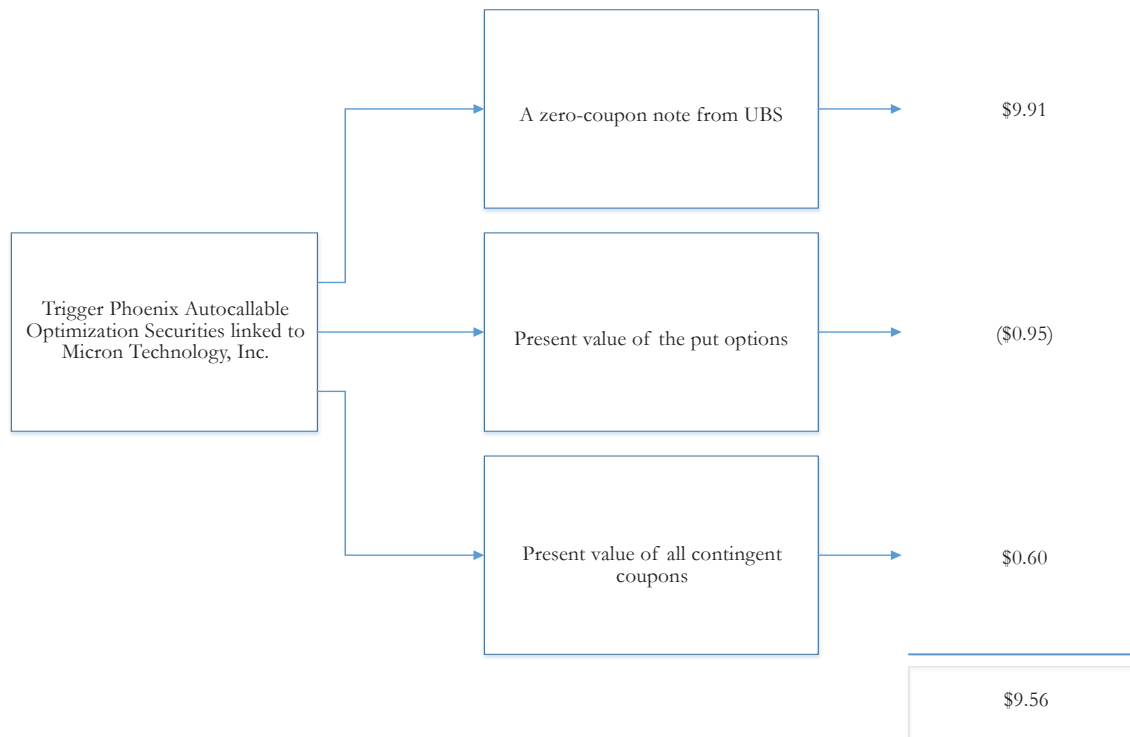 A zero-coupon note from UBS
$9.91
Trigger Phoenix Autocallable
Optimization Securities linked to
Micron Technology, Inc.
Present value of the put options
($0.95)
Present value of all contingent
coupons
$0.60
$9.56